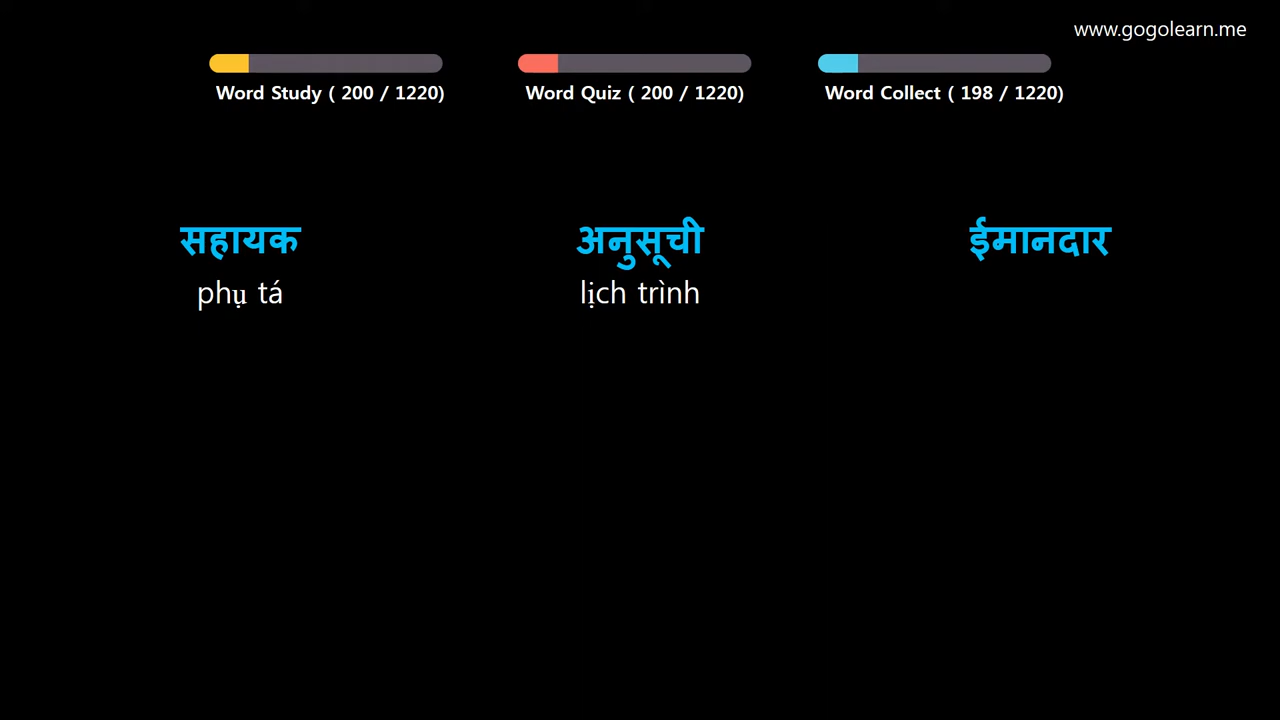 www.gogolearn.me
Word Study ( 200 / 1220)
Word Quiz ( 200 / 1220)
Word Collect ( 198 / 1220)
सहायक
अनुसूची
ईमानदार
phụ tá
lịch trình